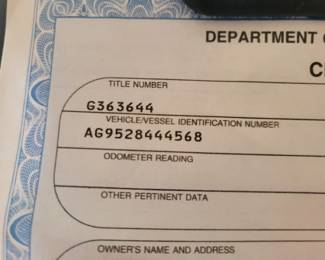 DEPARTMENT
TITLE NUMBER
G363644
VEHICLE/VESSEL IDENTIFICATION NUMBER
AG9528444568
ODOMETER READING
OTHER PERTINENT DATA
OWNER'S NAME AND ADDRESS